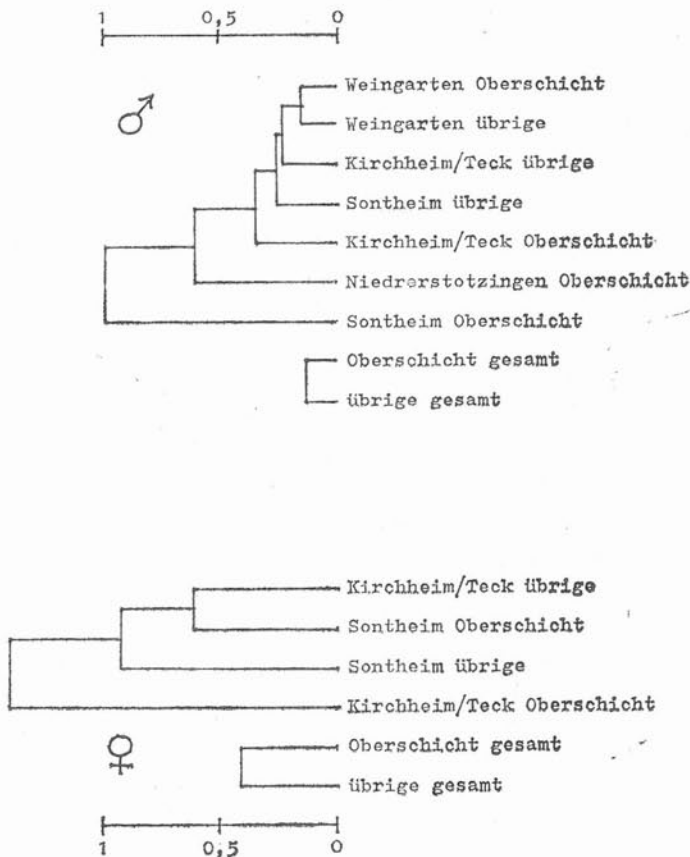 1 0,5 0
♂
Weingarten Oberschicht
Weingarten übrige
Kirchheim/Teck übrige
Sontheim übrige
Kirchheim/Teck Oberschicht
Niedrerstotzingen Oberschicht
Sontheim Oberschicht
Oberschicht gesamt
übrige gesamt
Kirchheim/Teck übrige
Sontheim Oberschicht
Sontheim übrige
Kirchheim/Teck Oberschicht
♀
Oberschicht gesamt
übrige gesamt
1 0,5 0